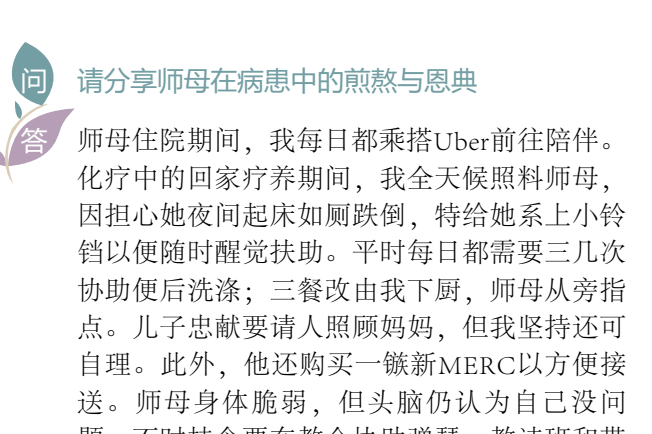 问
请分享师母在病患中的煎熬与恩典
答
师母住院期间，我每日都乘搭Uber前往陪伴。
化疗中的回家疗养期间，我全天候照料师母，
因担心她夜间起床如厕跌倒，特给她系上小铃
铛以便随时醒觉扶助。平时每日都需要三几次
协助便后洗涤；三餐改由我下厨，师母从旁指
点。儿子忠献要请人照顾妈妈，但我坚持还可
自理。此外，他还购买一镞新MERC以方便接
送。师母身体脆弱，但头脑仍认为自己没问